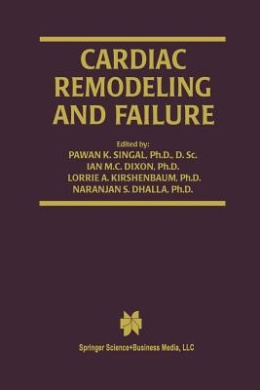 CARDIAC
REMODELING
AND FAILURE
Edited by:
PAWAN K. SINGAL, Ph.D., D. Sc.
IAN M.C. DIXON, Ph.D.
LORRIE A. KIRSHENBAUM, Ph.D.
NARANJAN S. DHALLA, Ph.D.
Springer Science+Business Media, LLC